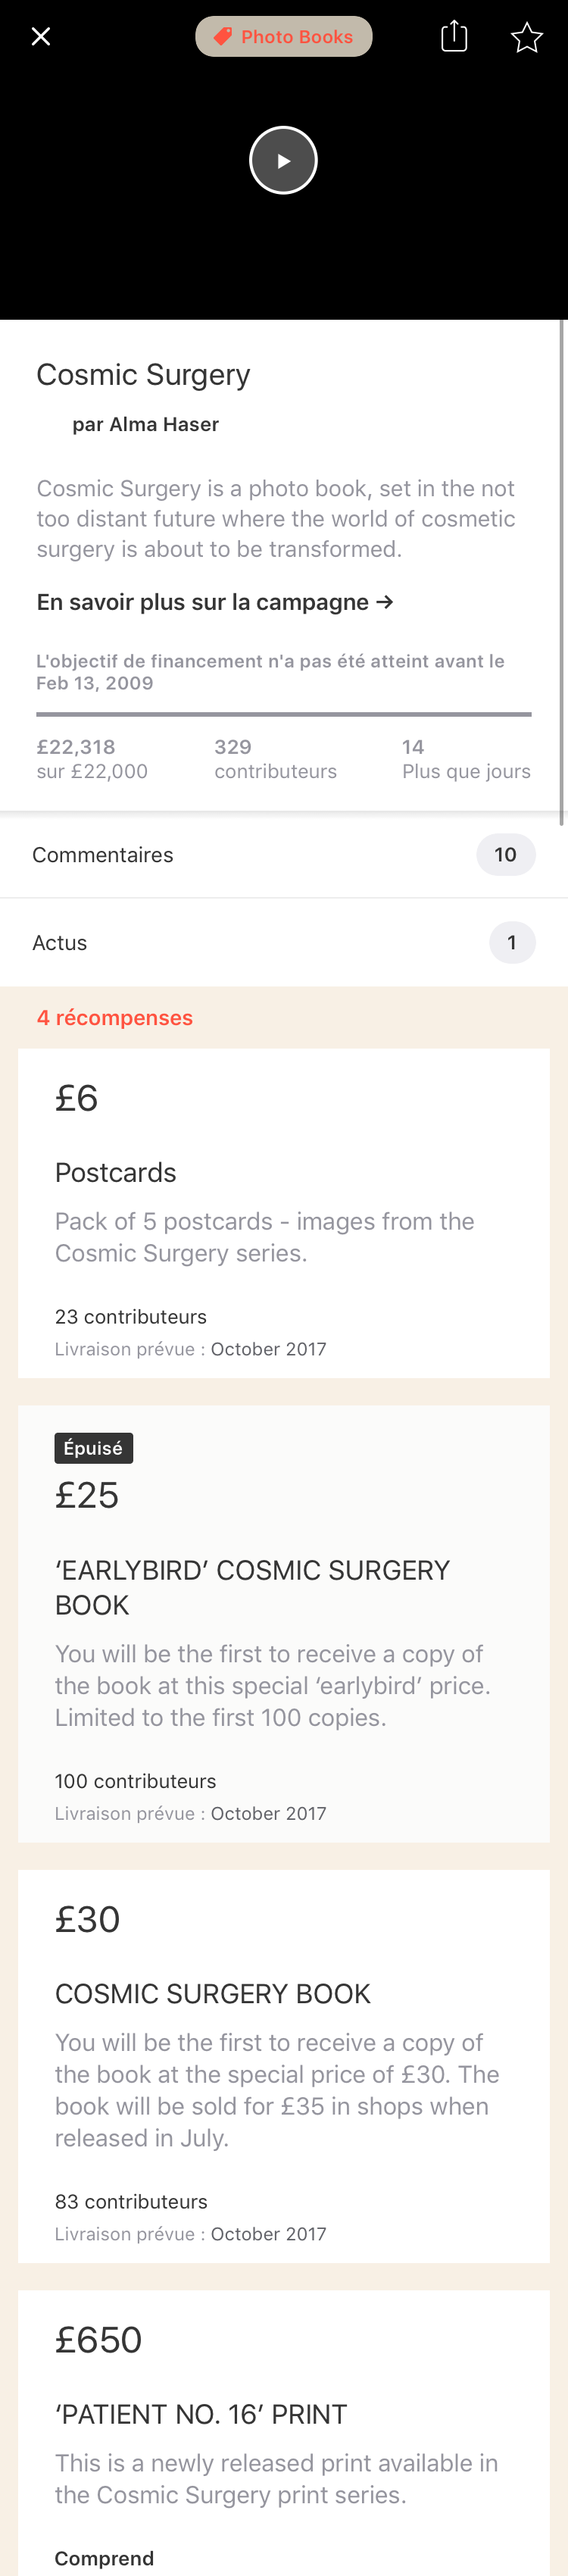 Photo Books
Cosmic Surgery
par Alma Haser
Cosmic Surgery is a photo book, set in the not
too distant future where the world of cosmetic
surgery is about to be transformed.
En savoir plus sur la campagne →
L'objectif de financement n'a pas été atteint avant le
Feb 13, 2009
£22,318 329 14
sur £22,000 contributeurs Plus que jours
Commentaires 10
Actus 1
4 récompenses
£6
Postcards
Pack of 5 postcards - images from the
Cosmic Surgery series.
23 contributeurs
Livraison prévue : October 2017
Épuisé
£25
‘EARLYBIRD’ COSMIC SURGERY
BOOK
You will be the first to receive a copy of
the book at this special ‘earlybird’ price.
Limited to the first 100 copies.
100 contributeurs
Livraison prévue : October 2017
£30
COSMIC SURGERY BOOK
You will be the first to receive a copy of
the book at the special price of £30. The
book will be sold for £35 in shops when
released in July.
83 contributeurs
Livraison prévue : October 2017
£650
‘PATIENT NO. 16’ PRINT
This is a newly released print available in
the Cosmic Surgery print series.
Comprend